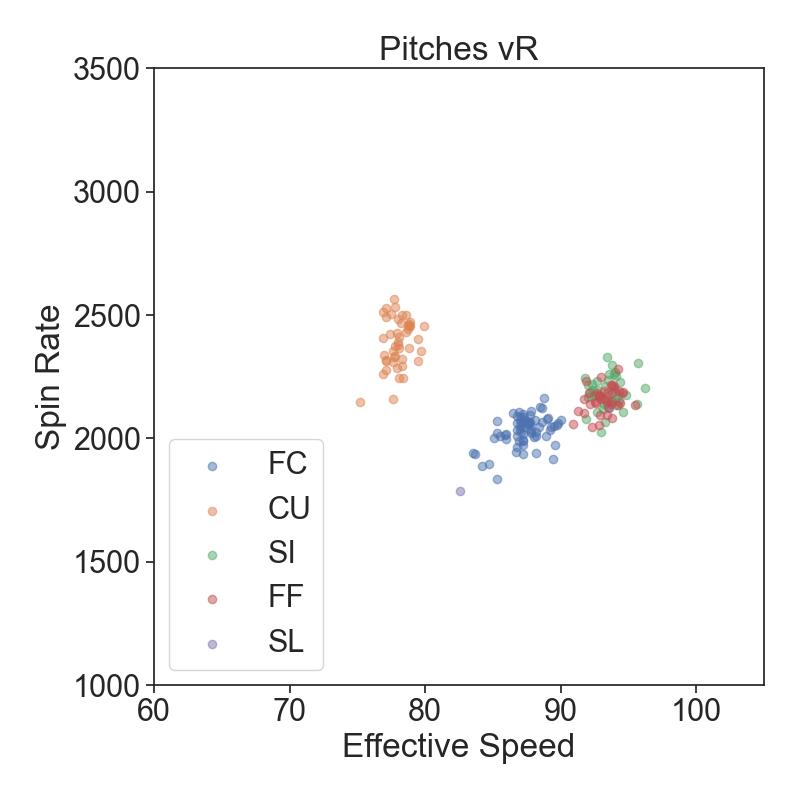 Pitches vR
3500
3000
2500
2000
1500
1000
Spin Rate
FC
CU
SI
FF
SL
60 70 80 90 100
Effective Speed